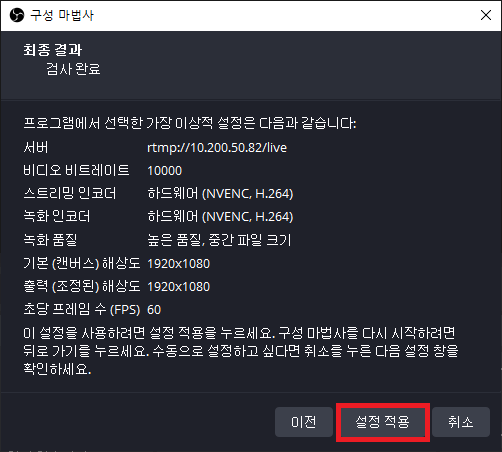 구성 마법사
최종 결과
검사 완료
프로그램에서 선택한 가장 이상적 설정은 다음과 같습니다:
서버 rtmp://10.200.50.82/live
비디오 비트레이트 10000
스트리밍 인코더 하드웨어 (NVENC, H.264)
녹화 인코더 하드웨어 (NVENC, H.264)
녹화 품질 높은 품질, 중간 파일 크기
기본 (캔버스) 해상도 1920x1080
출력 (조정된) 해상도 1920x1080
초당 프레임 수 (FPS) 60
이 설정을 사용하려면 설정 적용을 누르세요. 구성 마법사를 다시 시작하려면
뒤로 가기를 누르세요. 수동으로 설정하고 싶다면 취소를 누른 다음 설정 창을
확인하세요.
이전 설정 적용 취소